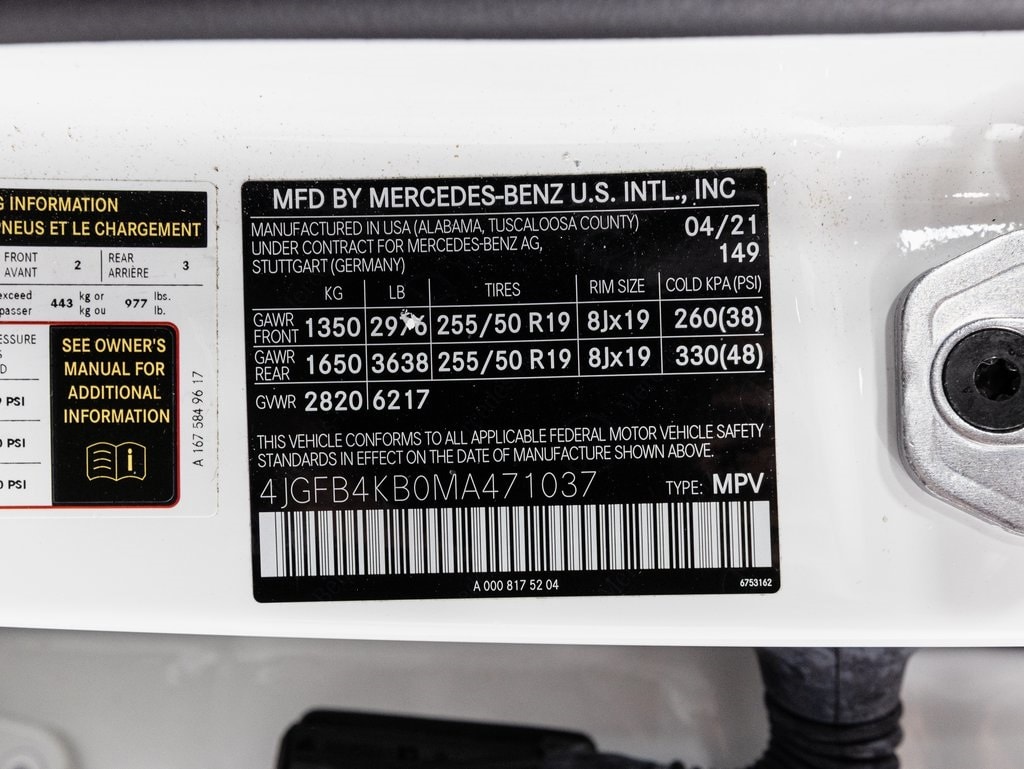 G INFORMATION
PNEUS ET LE CHARGEMENT
FRONT AVANT 2 REAR ARRIÈRE 3
exceed passer 443 kg or kg ou 977 lbs. lb.
ESSURE
S
D
PSI
0 PSI
0 PSI
SEE OWNER'S
MANUAL FOR
ADDITIONAL
INFORMATION
i
A 167 584 96 17
MFD BY MERCEDES-BENZ U.S. INTL., INC
MANUFACTURED IN USA (ALABAMA, TUSCALOOSA COUNTY) 04/21
UNDER CONTRACT FOR MERCEDES-BENZ AG, 149
STUTTGART (GERMANY)
KG LB TIRES RIM SIZE COLD KPA (PSI)
GAWR FRONT 1350 2976 255/50 R19 8Jx19 260(38)
GAWR REAR 1650 3638 255/50 R19 8Jx19 330(48)
GVWR 2820 6217
THIS VEHICLE CONFORMS TO ALL APPLICABLE FEDERAL MOTOR VEHICLE SAFETY
STANDARDS IN EFFECT ON THE DATE OF MANUFACTURE SHOWN ABOVE.
4JGFB4KB0MA471037 TYPE: MPV
A 000 817 52 04 6753162